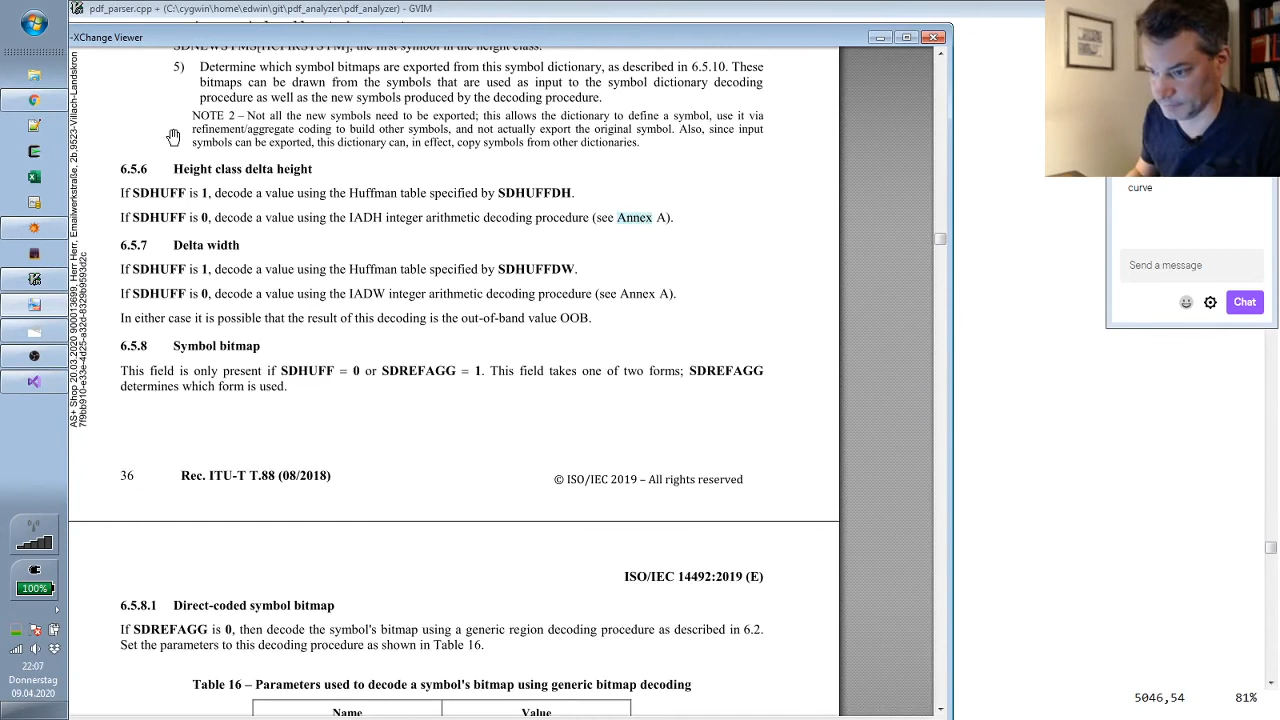 pdf_parser.cpp + (C:\cygwin\home\edwin\git\pdf_analyzer\pdf_analyzer) - GVIM
-XChange Viewer
SDNEWSYMS[HCFIRSTSYM], the first symbol in the height class.
5) Determine which symbol bitmaps are exported from this symbol dictionary, as described in 6.5.10. These
bitmaps can be drawn from the symbols that are used as input to the symbol dictionary decoding
procedure as well as the new symbols produced by the decoding procedure.
NOTE 2 – Not all the new symbols need to be exported; this allows the dictionary to define a symbol, use it via
refinement/aggregate coding to build other symbols, and not actually export the original symbol. Also, since input
symbols can be exported, this dictionary can, in effect, copy symbols from other dictionaries.
6.5.6 Height class delta height
If SDHUFF is 1, decode a value using the Huffman table specified by SDHUFFDH.
If SDHUFF is 0, decode a value using the IADH integer arithmetic decoding procedure (see Annex A).
6.5.7 Delta width
If SDHUFF is 1, decode a value using the Huffman table specified by SDHUFFDW.
If SDHUFF is 0, decode a value using the IADW integer arithmetic decoding procedure (see Annex A).
In either case it is possible that the result of this decoding is the out-of-band value OOB.
6.5.8 Symbol bitmap
This field is only present if SDHUFF = 0 or SDREFAGG = 1. This field takes one of two forms; SDREFAGG
determines which form is used.
36 Rec. ITU-T T.88 (08/2018)
© ISO/IEC 2019 – All rights reserved
ISO/IEC 14492:2019 (E)
6.5.8.1 Direct-coded symbol bitmap
If SDREFAGG is 0, then decode the symbol's bitmap using a generic region decoding procedure as described in 6.2.
Set the parameters to this decoding procedure as shown in Table 16.
Table 16 – Parameters used to decode a symbol's bitmap using generic bitmap decoding
Name Value
AS+ Shop 20.03.2020 900013699, Herr Herr, Emailwerkstraße, 2b,9523-Villach-Landskron
7f9bb910-e33e-4d25-a32d-8329b9593d2c
curve
Send a message
Chat
100%
22:07
Donnerstag
09.04.2020
5046,54 81%